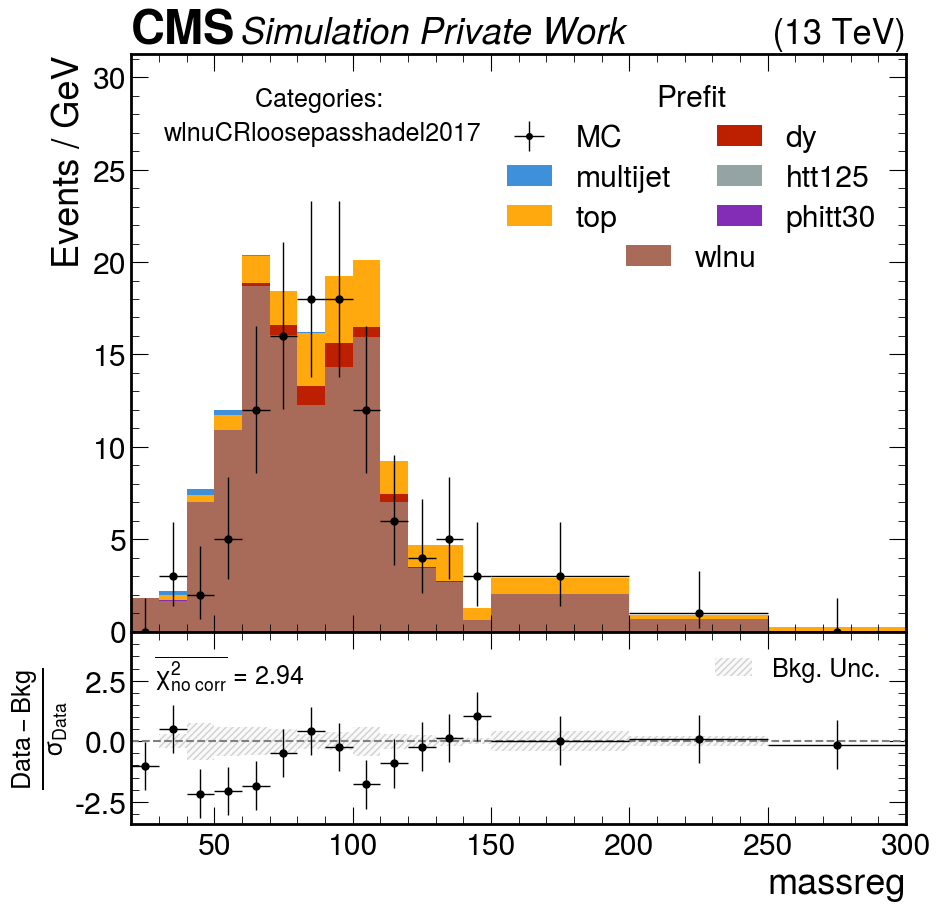 CMS Simulation Private Work (13 TeV)
Events / GeV
30
25
20
15
10
5
0
Categories:
wlnuCRloosepasshadel2017
Prefit
MC dy
multijet htt125
top phitt30
wlnu
χ²no corr = 2.94
Bkg. Unc.
Data – Bkg
σData
2.5
0.0
-2.5
50 100 150 200 250 300
massreg